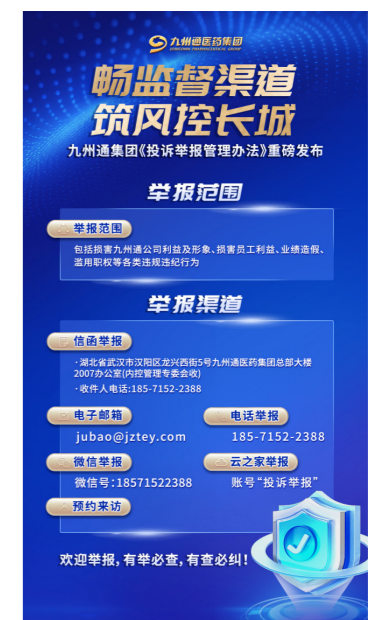 九州通医药集团
JOINTOWN PHARMACEUTICAL GROUP
畅监督渠道
筑风控长城
九州通集团《投诉举报管理办法》重磅发布
举报范围
举报范围
包括损害九州通公司利益及形象、损害员工利益、业绩造假、
滥用职权等各类违规违纪行为
举报渠道
信函举报
·湖北省武汉市汉阳区龙兴西街5号九州通医药集团总部大楼
2007办公室(内控管理专委会收)
·收件人电话:185-7152-2388
电子邮箱
jubao@jztey.com
电话举报
185-7152-2388
微信举报
微信号:18571522388
云之家举报
账号“投诉举报”
预约来访
欢迎举报,有举必查,有查必纠!